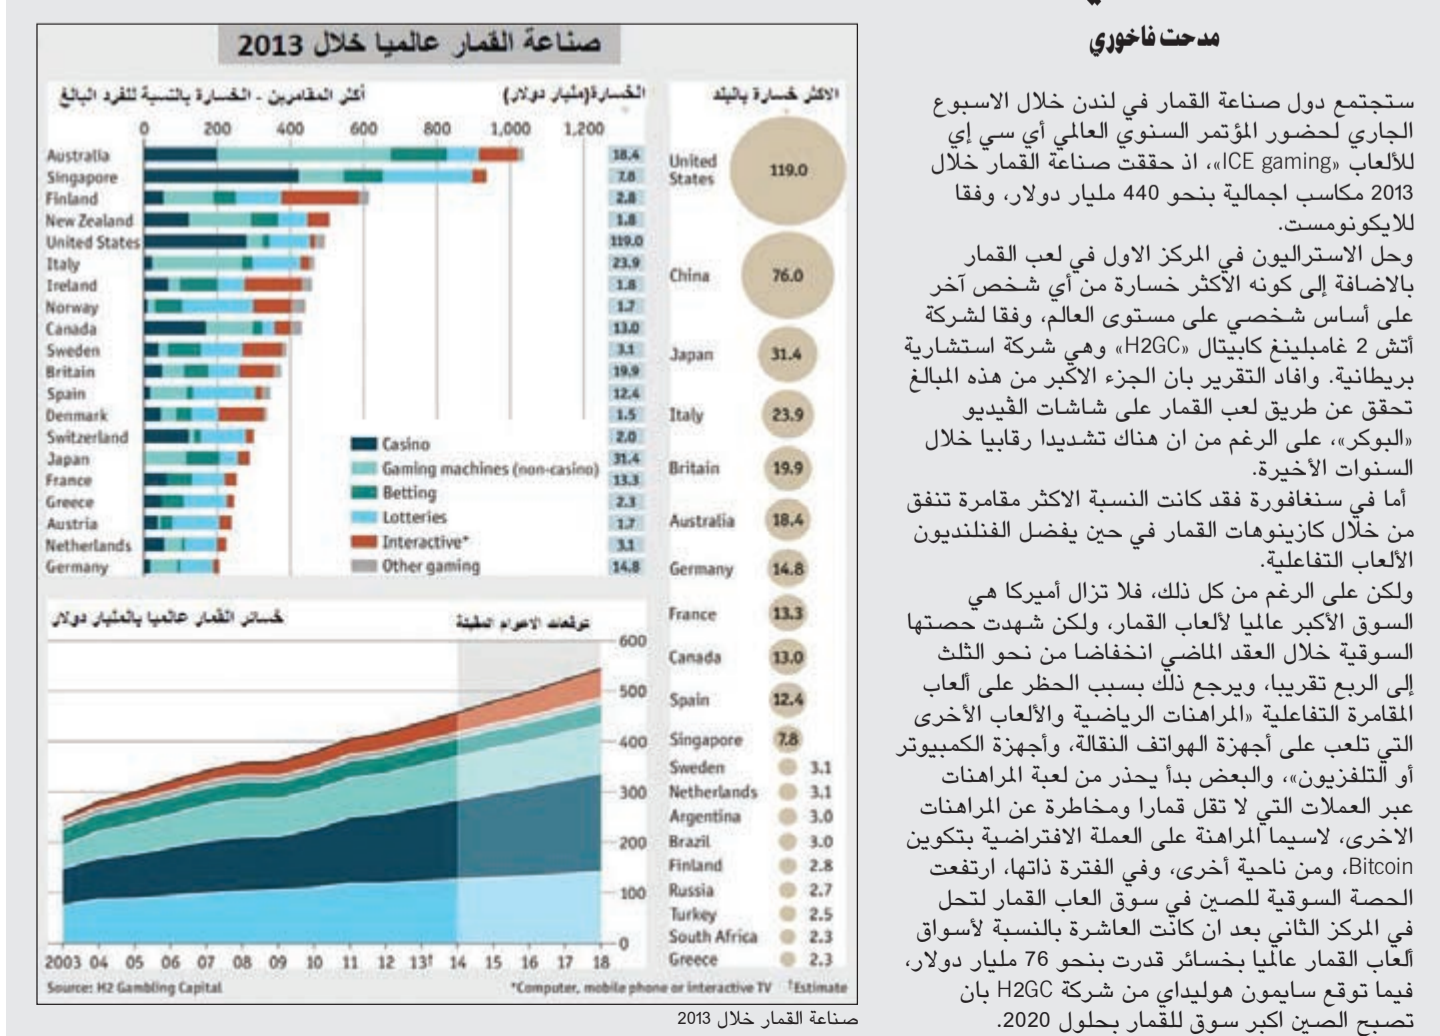 مدحت فاخوري
ستجتمع دول صناعة القمار في لندن خلال الاسبوع
الجاري لحضور المؤتمر السنوي العالمي أي سي إي
للألعاب «ICE gaming»، اذ حققت صناعة القمار خلال
2013 مكاسب اجمالية بنحو 440 مليار دولار، وفقا
للايكونومست.
وحل الاستراليون في المركز الاول في لعب القمار
بالاضافة إلى كونه الأكثر خسارة من أي شخص آخر
على أساس شخصي على مستوى العالم، وفقا لشركة
أتش 2 غامبلينغ كابيتال «H2GC» وهي شركة استشارية
بريطانية. وافاد التقرير بان الجزء الاكبر من هذه المبالغ
تحقق عن طريق لعب القمار على شاشات الڤيديو
«البوكر»، على الرغم من ان هناك تشديدا رقابيا خلال
السنوات الأخيرة.
أما في سنغافورة فقد كانت النسبة الاكثر مقامرة تنفق
من خلال كازينوهات القمار في حين يفضل الفنلنديون
الألعاب التفاعلية.
ولكن على الرغم من كل ذلك، فلا تزال أميركا هي
السوق الأكبر عالميا لألعاب القمار، ولكن شهدت حصتها
السوقية خلال العقد الماضي انخفاضا من نحو الثلث
إلى الربع تقريبا، ويرجع ذلك بسبب الحظر على ألعاب
المقامرة التفاعلية «المراهنات الرياضية والألعاب الأخرى
التي تلعب على أجهزة الهواتف النقالة، وأجهزة الكمبيوتر
أو التلفزيون»، والبعض بدأ يحذر من لعبة المراهنات
عبر العملات التي لا تقل قمارا ومخاطرة عن المراهنات
الاخرى، لاسيما المراهنة على العملة الافتراضية بتكوين
Bitcoin، ومن ناحية أخرى، وفي الفترة ذاتها، ارتفعت
الحصة السوقية للصين في سوق العاب القمار لتحل
في المركز الثاني بعد ان كانت العاشرة بالنسبة لأسواق
ألعاب القمار عالميا بخسائر قدرت بنحو 76 مليار دولار،
فيما توقع سايمون هوليداي من شركة H2GC بان
تصبح الصين اكبر سوق للقمار بحلول 2020.
صناعة القمار عالميا خلال 2013
الاكثر خسارة بالبلد
United States 119.0
China 76.0
Japan 31.4
Italy 23.9
Britain 19.9
Australia 18.4
Germany 14.8
France 13.3
Canada 13.0
Spain 12.4
Singapore 7.8
Sweden 3.1
Netherlands 3.1
Argentina 3.0
Brazil 3.0
Finland 2.8
Russia 2.7
Turkey 2.5
South Africa 2.3
Greece 2.3
الخسارة(مليار دولار)
أكثر المقامرين - الخسارة بالنسبة للفرد البالغ
0 200 400 600 800 1,000 1,200
Australia 18.4
Singapore 7.8
Finland 2.8
New Zealand 1.8
United States 119.0
Italy 23.9
Ireland 1.8
Norway 1.7
Canada 13.0
Sweden 3.1
Britain 19.9
Spain 12.4
Denmark 1.5
Switzerland 2.0
Japan 31.4
France 13.3
Greece 2.3
Austria 1.7
Netherlands 3.1
Germany 14.8
Casino
Gaming machines (non-casino)
Betting
Lotteries
Interactive*
Other gaming
خسائر القمار عالميا بالمليار دولار
توقعات الاعوام المقبلة
600
500
400
300
200
100
0
2003 04 05 06 07 08 09 10 11 12 13† 14 15 16 17 18
Source: H2 Gambling Capital
*Computer, mobile phone or interactive TV †Estimate
صناعة القمار خلال 2013